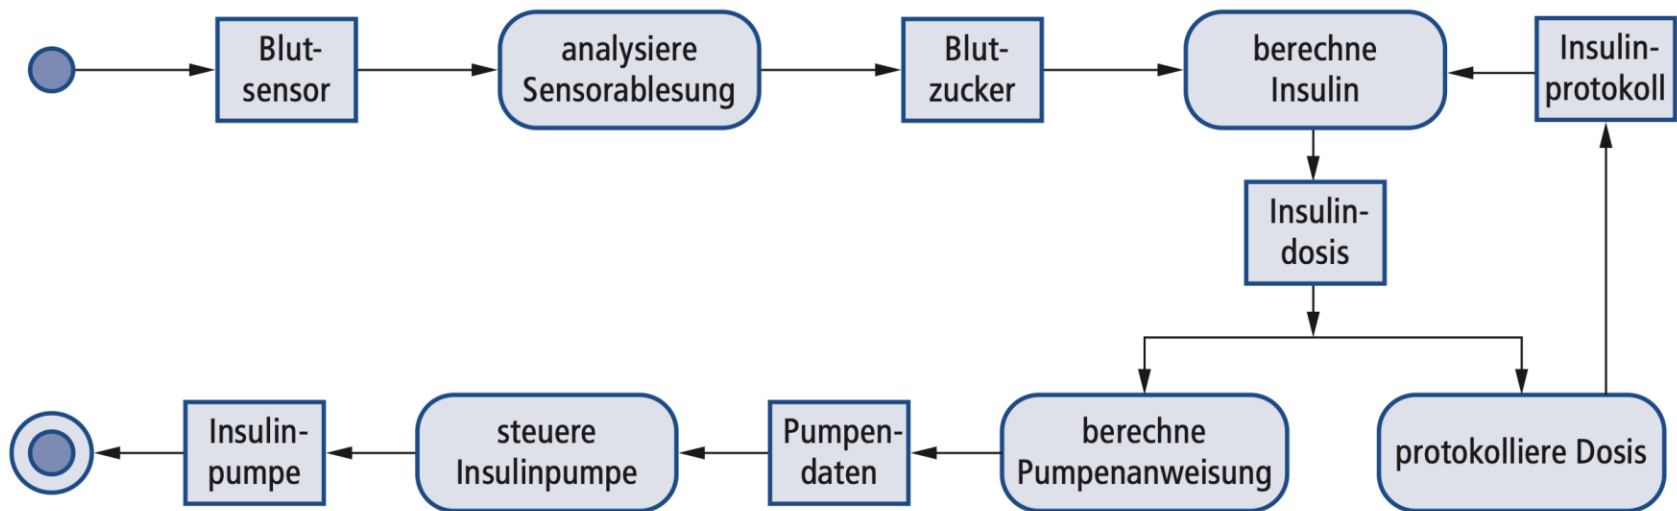 Blut-
sensor
analysiere
Sensorablesung
Blut-
zucker
berechne
Insulin
Insulin-
protokoll
Insulin-
dosis
Insulin-
pumpe
steuere
Insulinpumpe
Pumpen-
daten
berechne
Pumpenanweisung
protokolliere Dosis